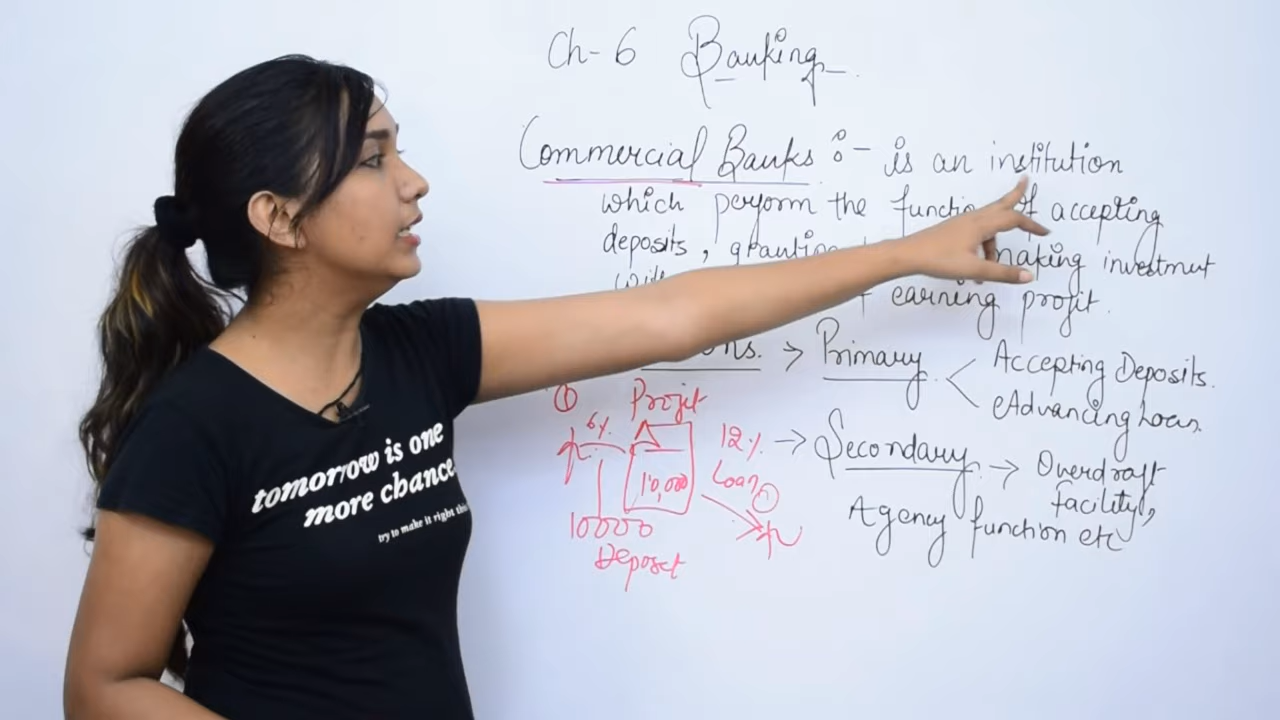 Ch-6 Banking
Commercial Banks :- is an institution
which perform the function of accepting
deposits, making investment
earning profit.
→ Primary < Accepting Deposits.
Advancing Loan.
→ Secondary → Overdraft
facility,
Agency function etc
① Profit
6%
10,000
12%
Loan
10000
Deposit
tomorrow is one
more chance
try to make it right this